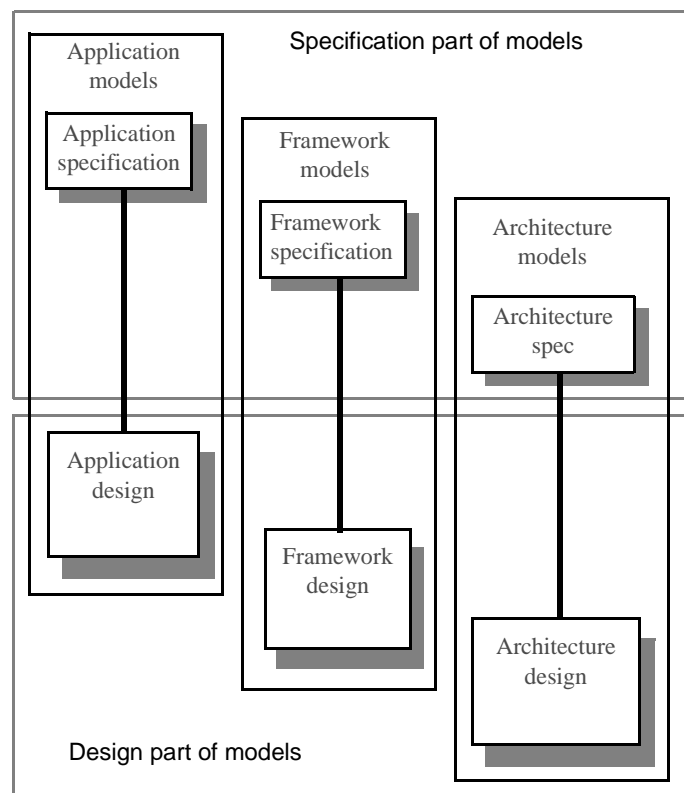 Specification part of models
Application
models
Application
specification
Framework
models
Framework
specification
Architecture
models
Architecture
spec
Application
design
Framework
design
Architecture
design
Design part of models